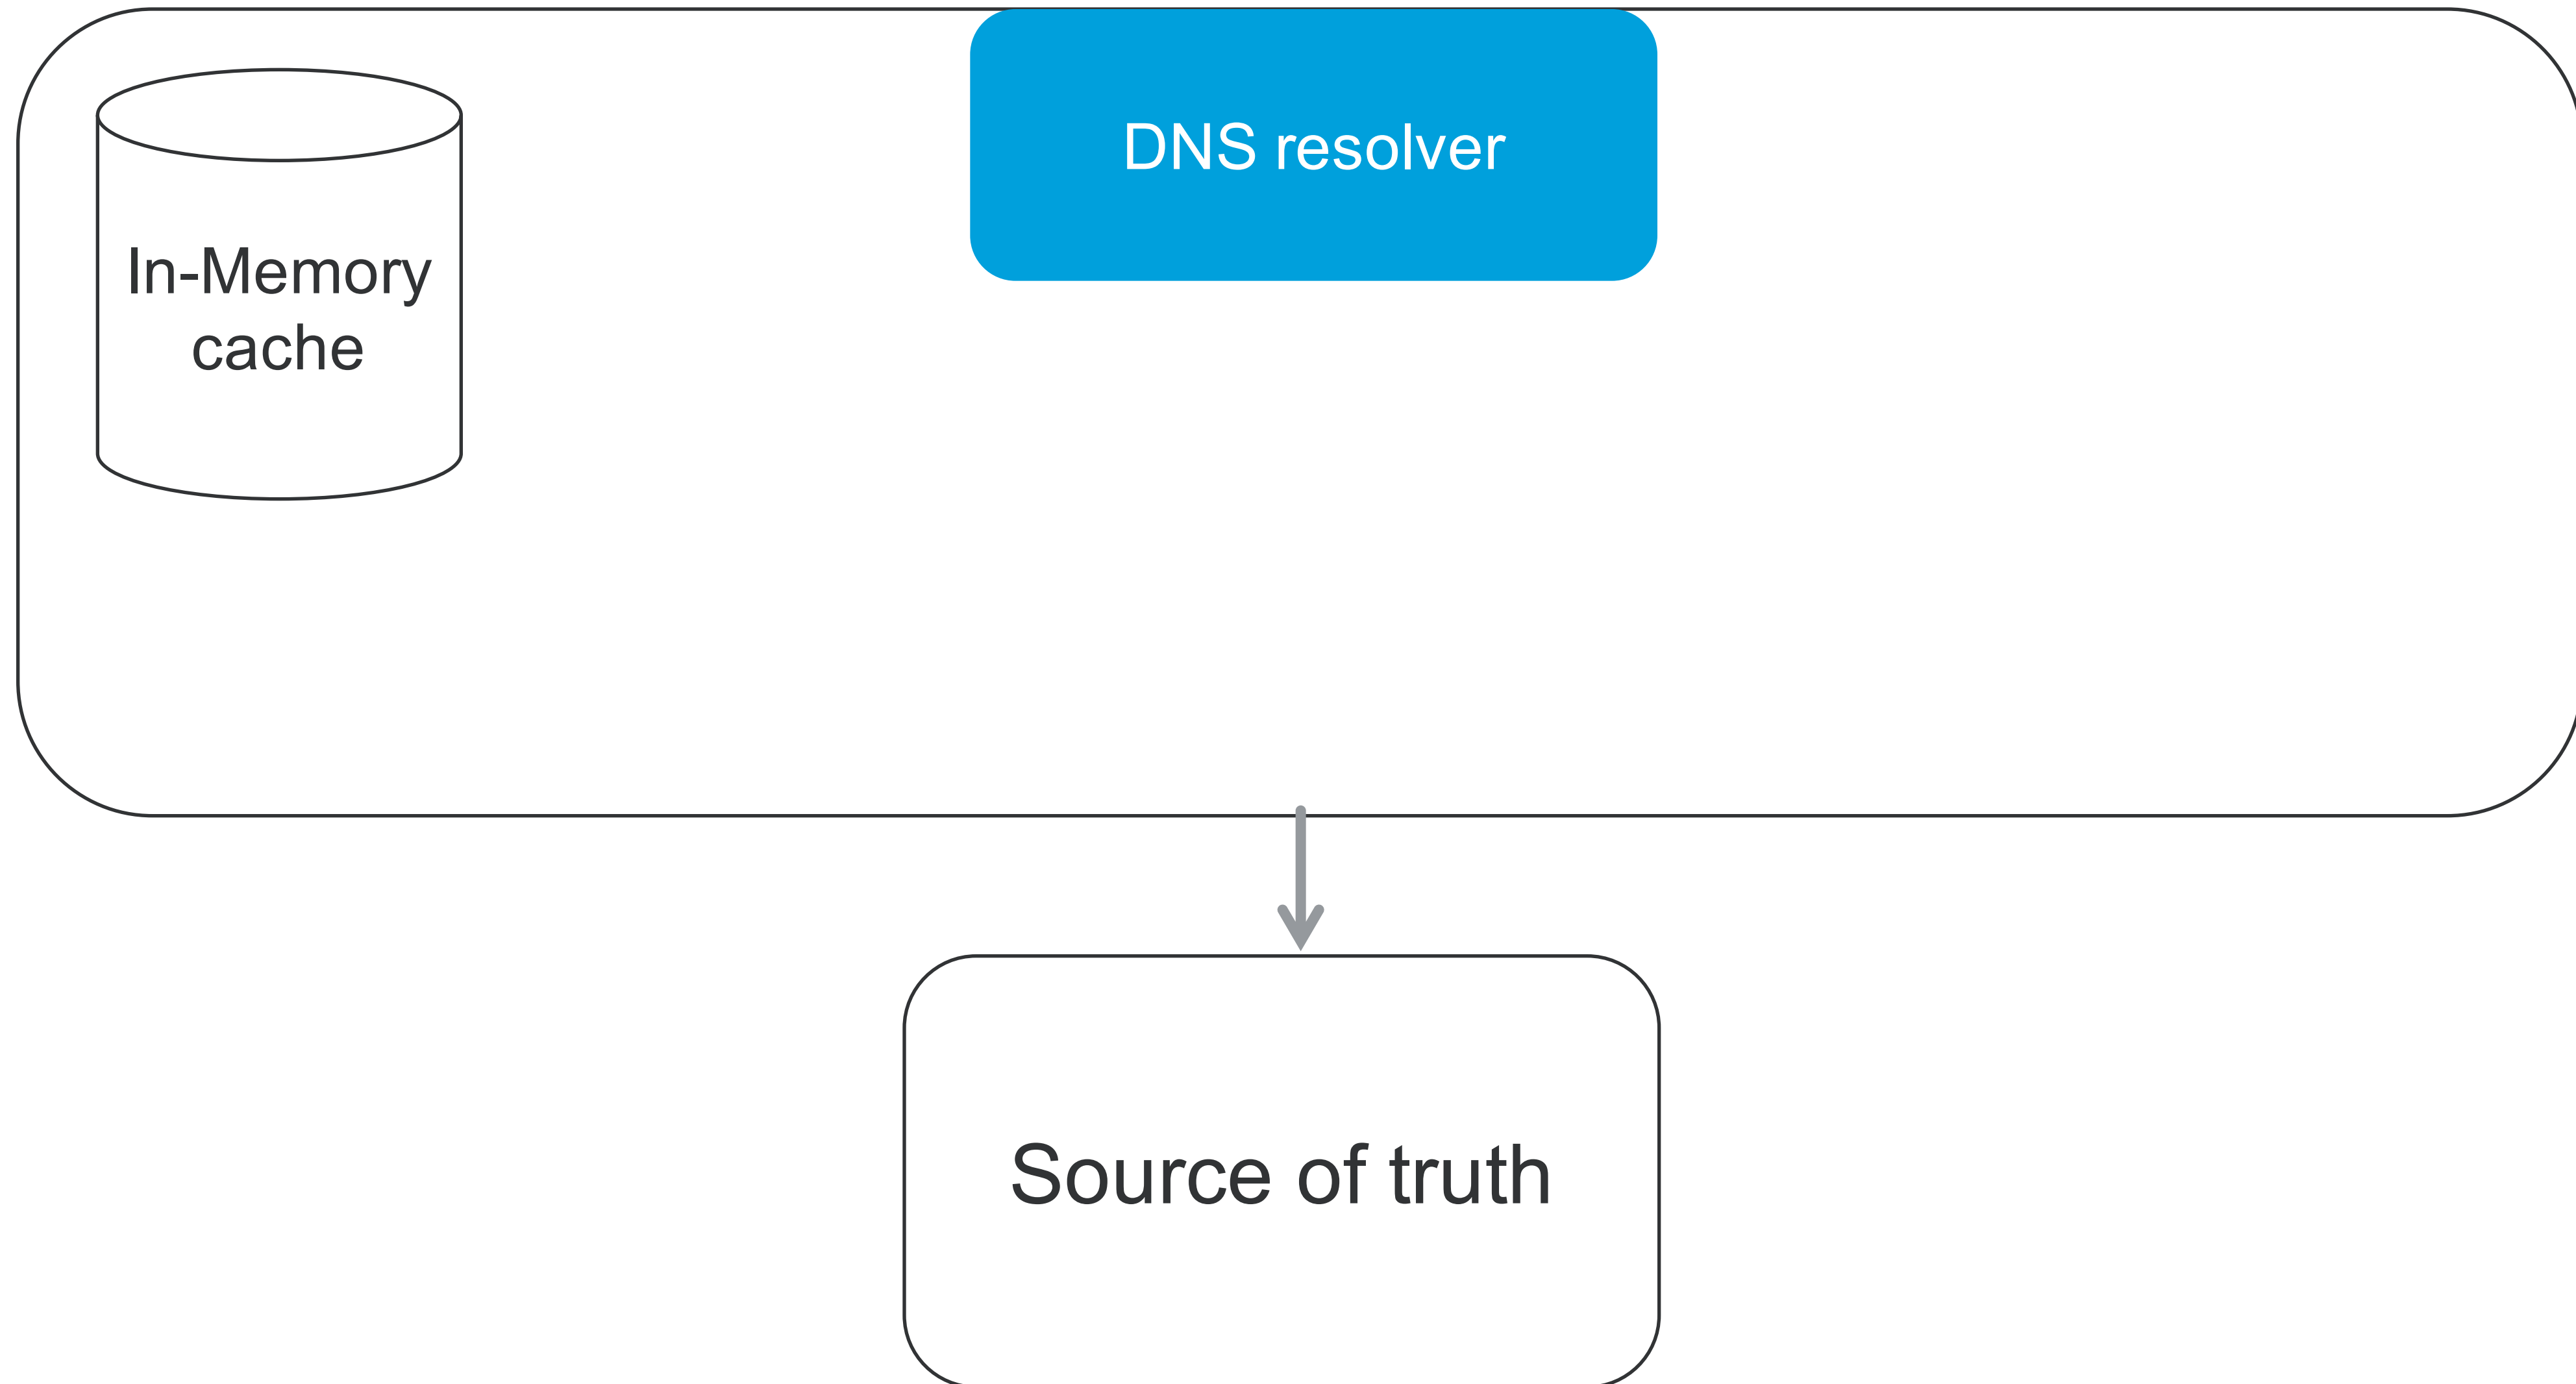 DNS resolver
In-Memory
cache
Source of truth